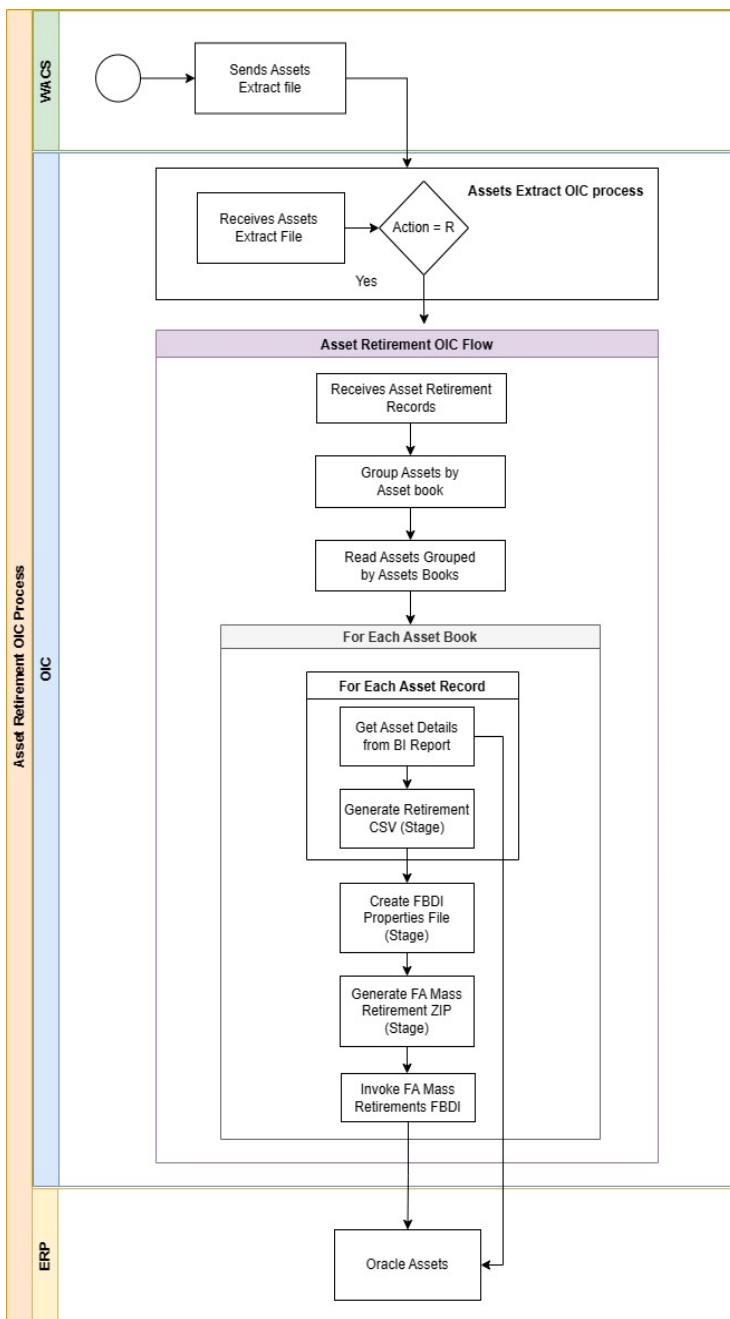 Asset Retirement OIC Process
WACS
Sends Assets
Extract file
OIC
Assets Extract OIC process
Receives Assets
Extract File
Action = R
Yes
Asset Retirement OIC Flow
Receives Asset Retirement
Records
Group Assets by
Asset book
Read Assets Grouped
by Assets Books
For Each Asset Book
For Each Asset Record
Get Asset Details
from BI Report
Generate Retirement
CSV (Stage)
Create FBDI
Properties File
(Stage)
Generate FA Mass
Retirement ZIP
(Stage)
Invoke FA Mass
Retirements FBDI
ERP
Oracle Assets